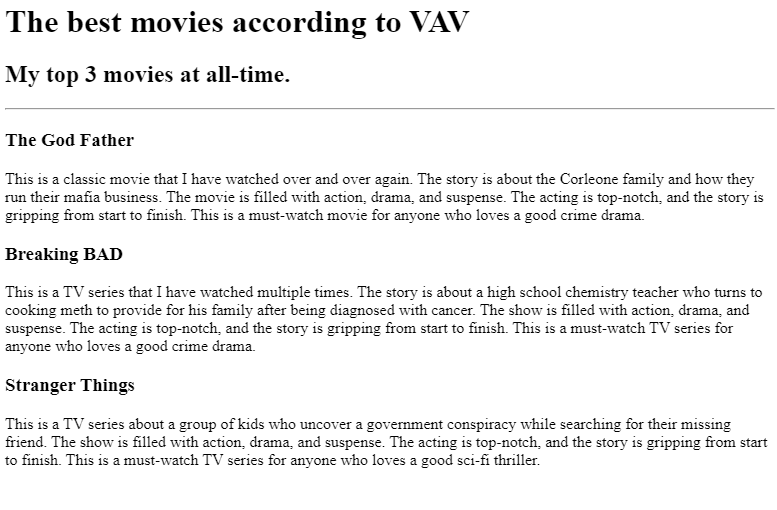 The best movies according to VAV
My top 3 movies at all-time.
The God Father
This is a classic movie that I have watched over and over again. The story is about the Corleone family and how they
run their mafia business. The movie is filled with action, drama, and suspense. The acting is top-notch, and the story is
gripping from start to finish. This is a must-watch movie for anyone who loves a good crime drama.
Breaking BAD
This is a TV series that I have watched multiple times. The story is about a high school chemistry teacher who turns to
cooking meth to provide for his family after being diagnosed with cancer. The show is filled with action, drama, and
suspense. The acting is top-notch, and the story is gripping from start to finish. This is a must-watch TV series for
anyone who loves a good crime drama.
Stranger Things
This is a TV series about a group of kids who uncover a government conspiracy while searching for their missing
friend. The show is filled with action, drama, and suspense. The acting is top-notch, and the story is gripping from start
to finish. This is a must-watch TV series for anyone who loves a good sci-fi thriller.